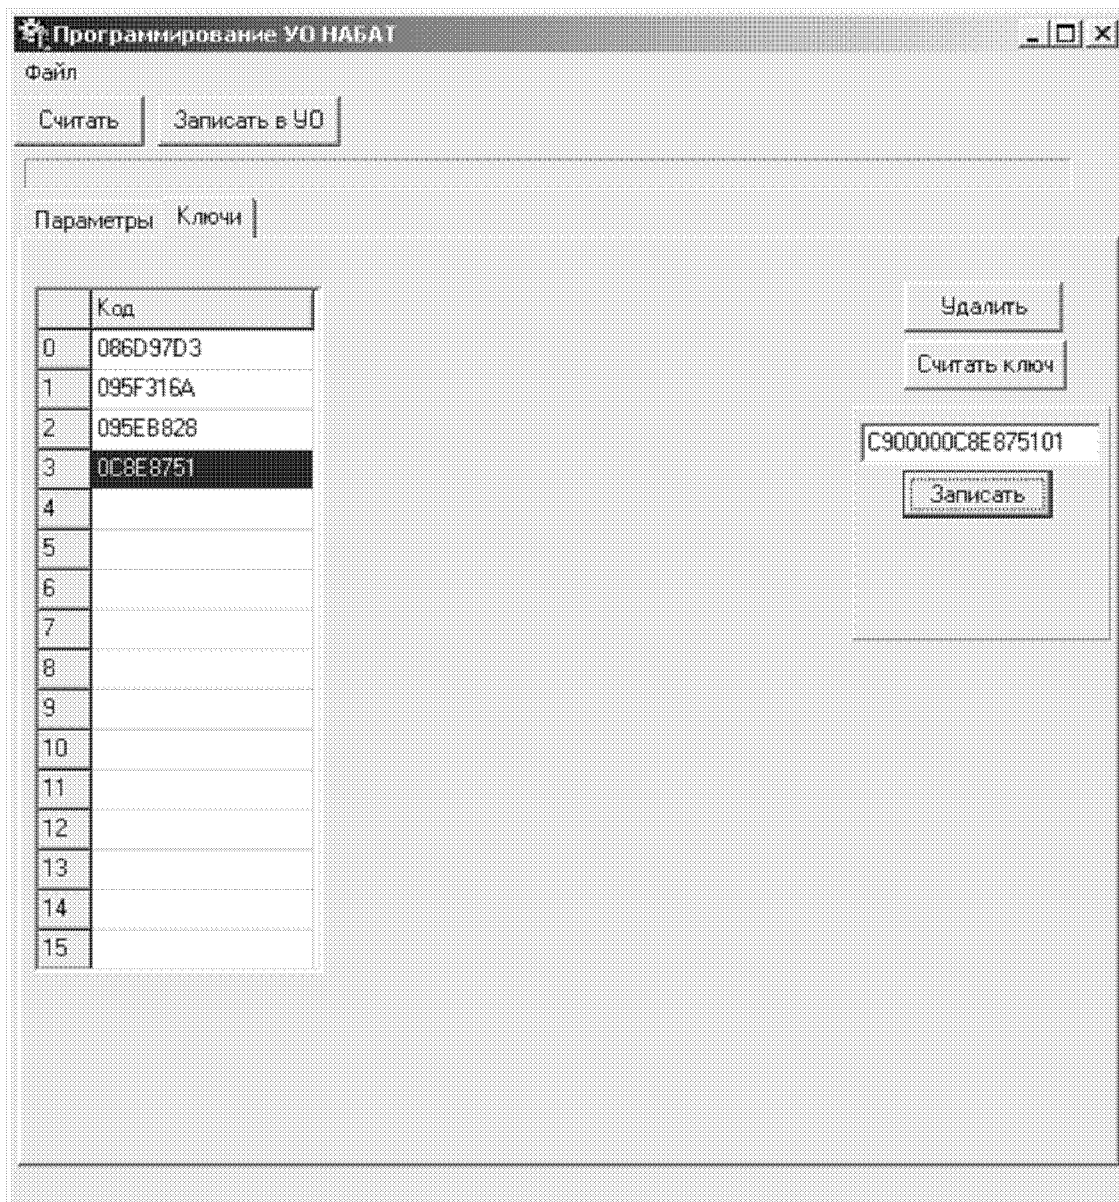 Программирование УО НАБАТ
Файл
Считать Записать в УО
Параметры Ключи
Код
0 086D97D3
1 095F316A
2 095EB828
3 0C8E8751
4
5
6
7
8
9
10
11
12
13
14
15
Удалить
Считать ключ
C900000C8E875101
Записать